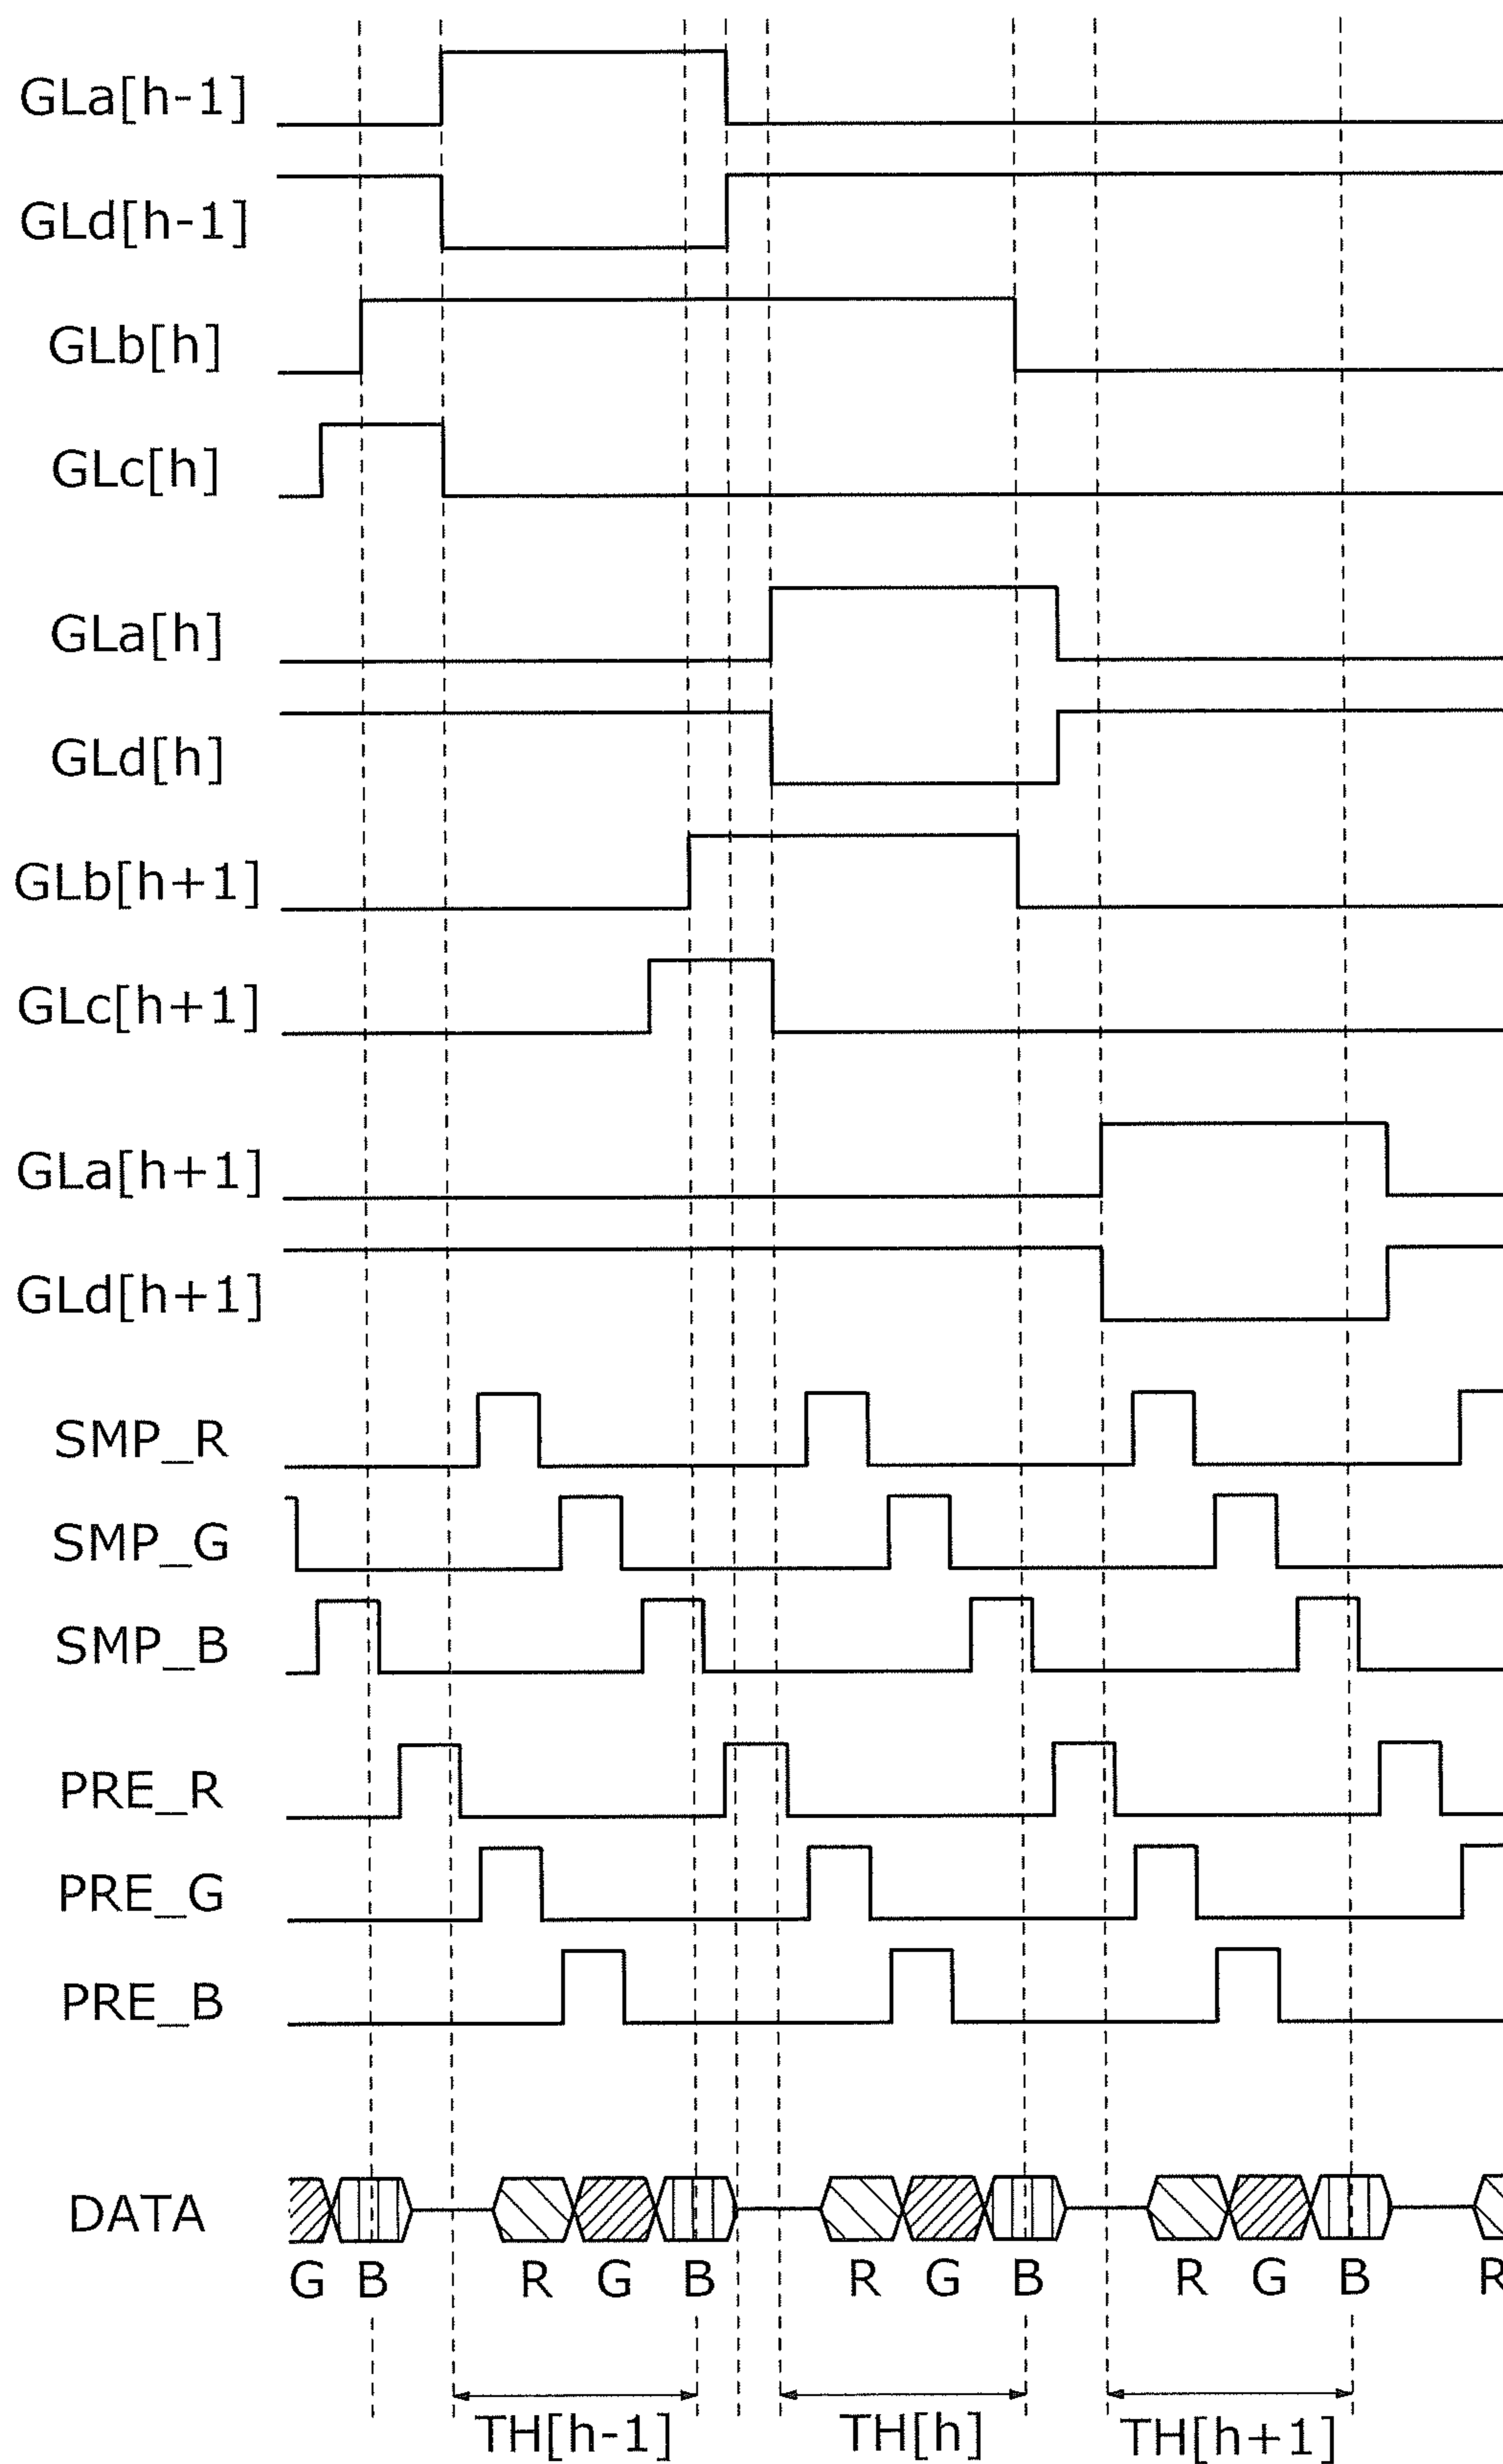 GLa[h-1]
GLd[h-1]
GLb[h]
GLc[h]
GLa[h]
GLd[h]
GLb[h+1]
GLc[h+1]
GLa[h+1]
GLd[h+1]
SMP_R
SMP_G
SMP_B
PRE_R
PRE_G
PRE_B
DATA
G B R G B R G B R G B R
TH[h-1] TH[h] TH[h+1]